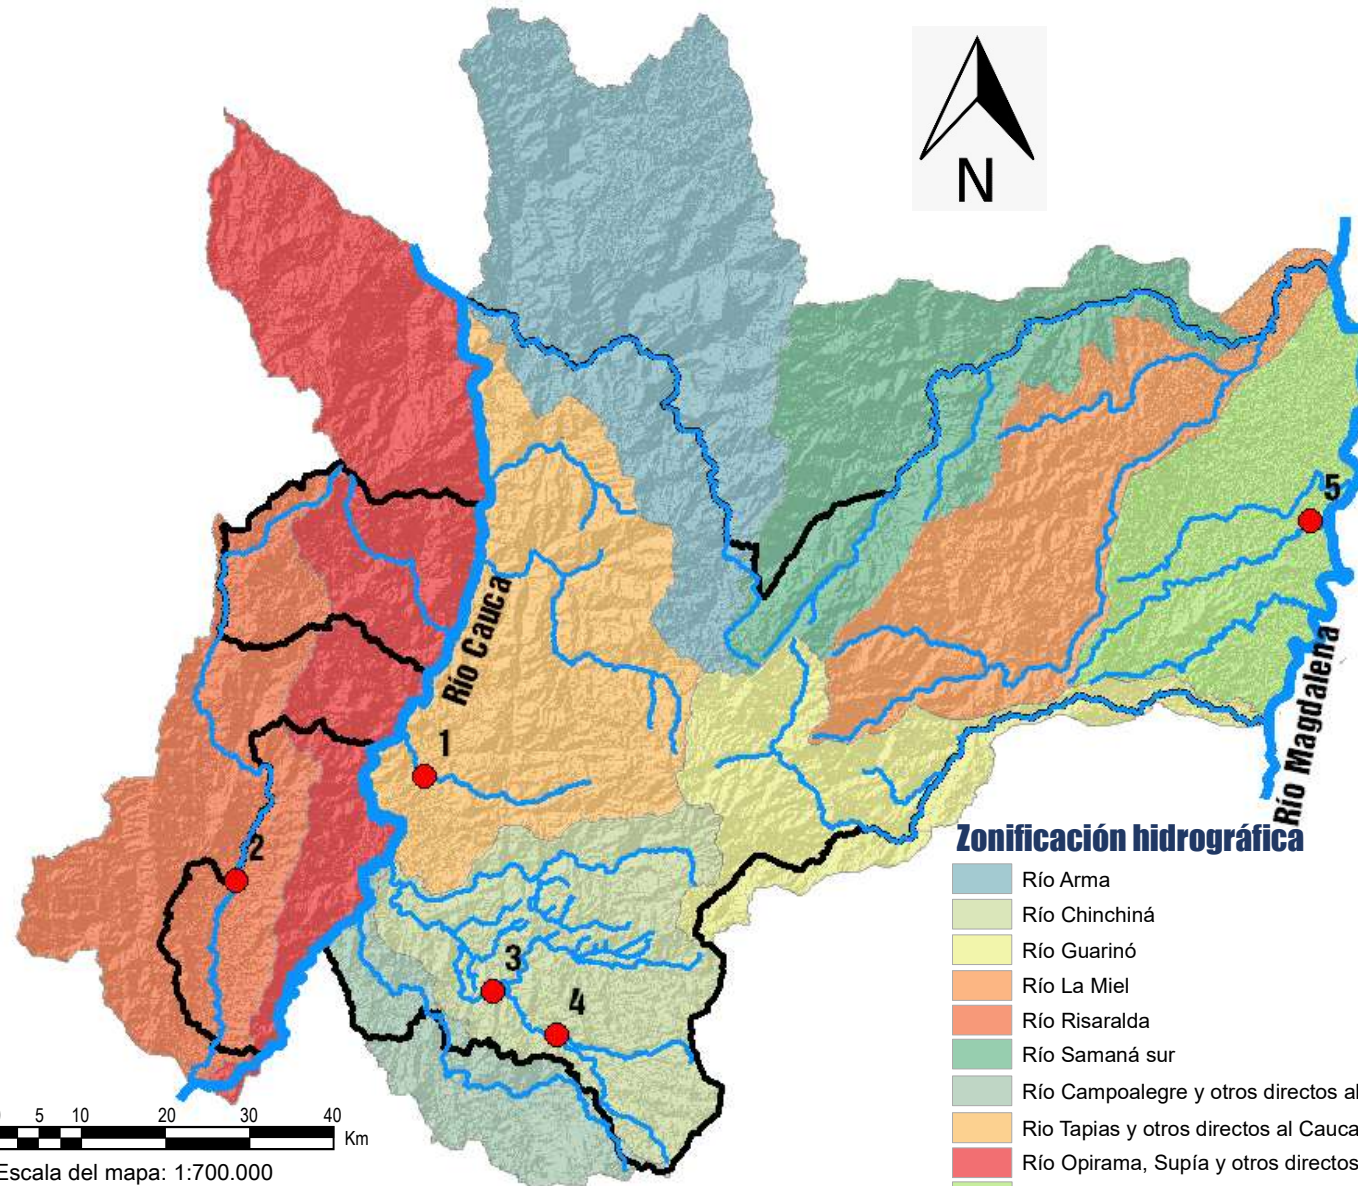 N
5
Río Cauca
1
Río Magdalena
2
Zonificación hidrográfica
Río Arma
Río Chinchiná
3
Río Guarinó
Río La Miel
4
Río Risaralda
Río Samaná sur
Río Campoalegre y otros directos al
5 10 20 30 40
Km
Rio Tapias y otros directos al Cauca
Río Opirama, Supía y otros directos
Escala del mapa: 1:700.000